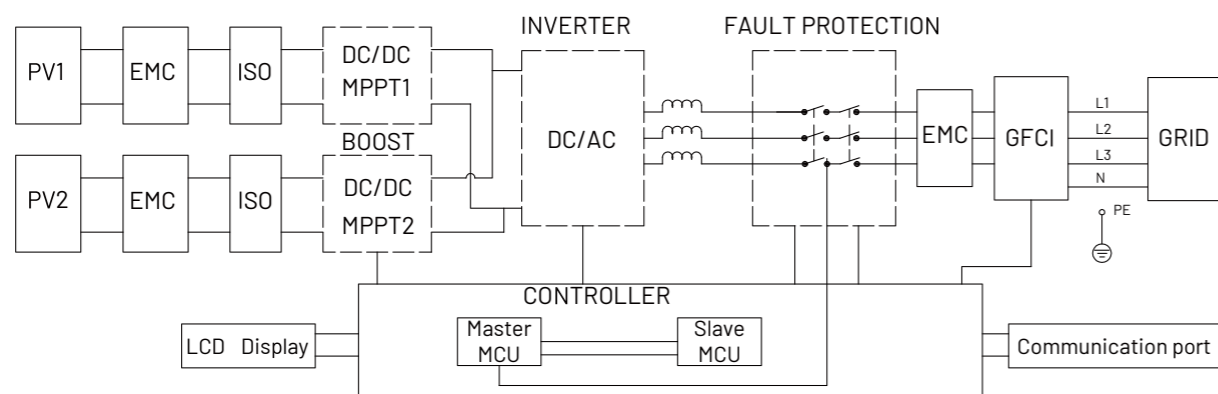 INVERTER
FAULT PROTECTION
PV1
EMC
ISO
DC/DC
MPPT1
BOOST
DC/AC
EMC
GFCI
L1
L2
L3
N
GRID
PV2
EMC
ISO
DC/DC
MPPT2
PE
CONTROLLER
LCD Display
Master
MCU
Slave
MCU
Communication port